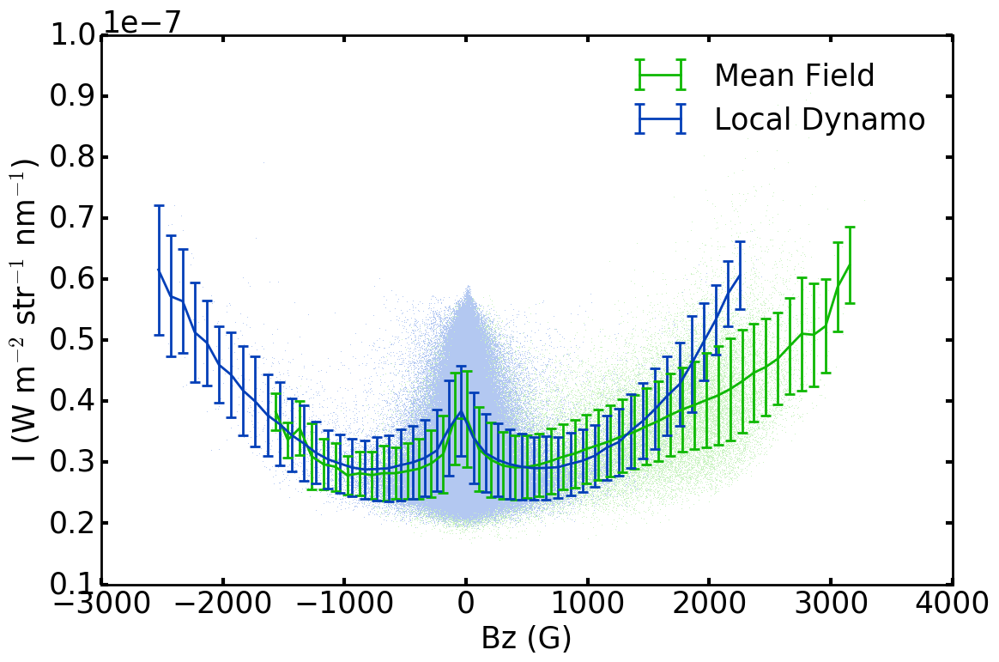 1e−7
1.0
0.9
0.8
0.7
0.6
0.5
0.4
0.3
0.2
0.1
I (W m⁻² str⁻¹ nm⁻¹)
Mean Field
Local Dynamo
−3000 −2000 −1000 0 1000 2000 3000 4000
Bz (G)